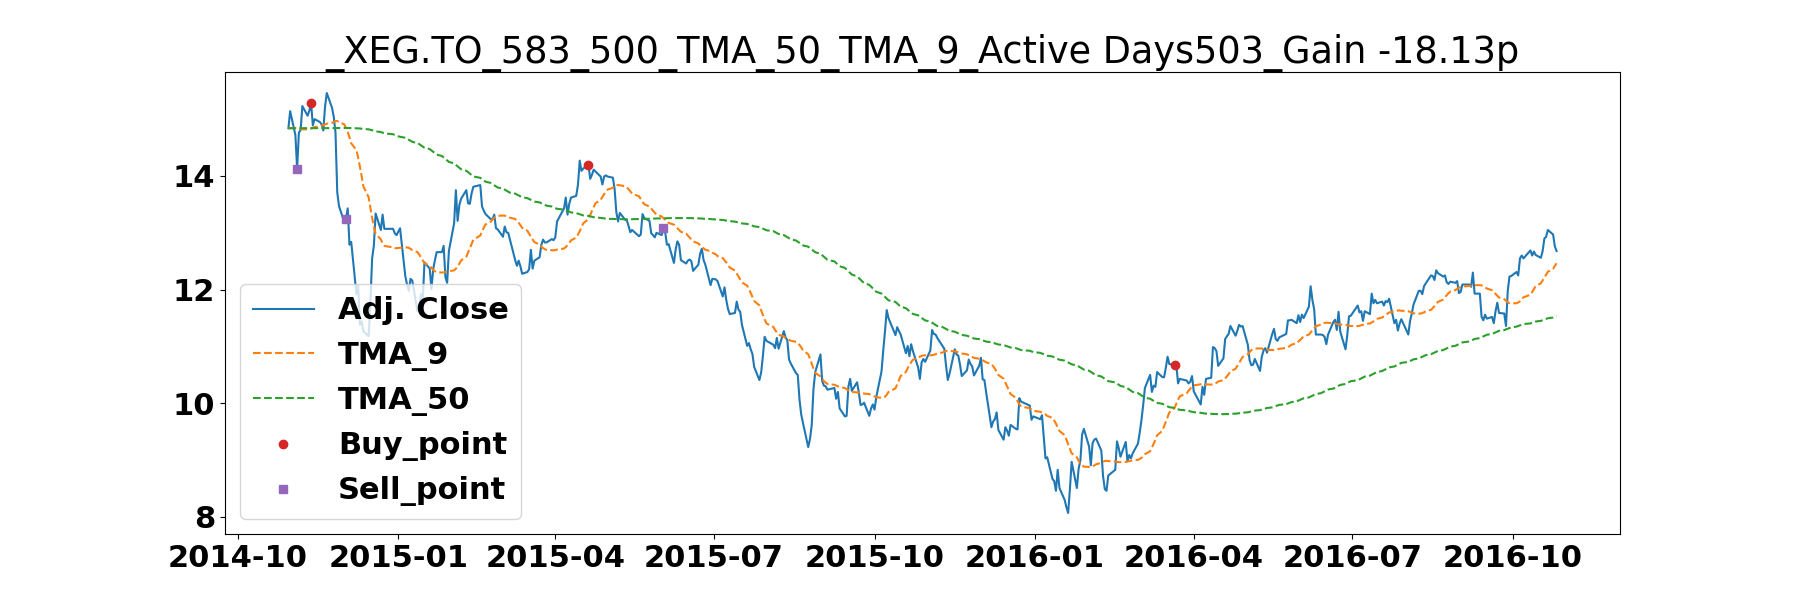 _XEG.TO_583_500_TMA_50_TMA_9_Active Days503_Gain -18.13p
14
12
10
8
Adj. Close
TMA_9
TMA_50
Buy_point
Sell_point
2014-10 2015-01 2015-04 2015-07 2015-10 2016-01 2016-04 2016-07 2016-10